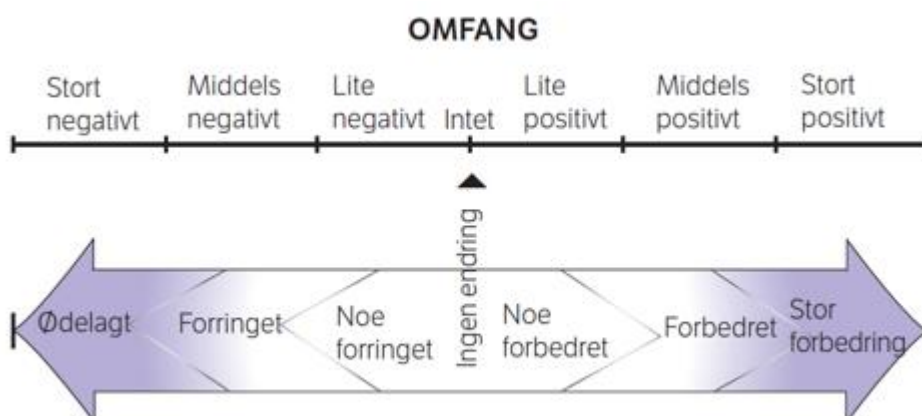 OMFANG
Stort Middels Lite Lite Middels Stort
negativt negativt negativt Intet positivt positivt positivt
Ingen endring
Ødelagt Forringet Noe Noe Forbedret Stor
forringet forbedret forbedring